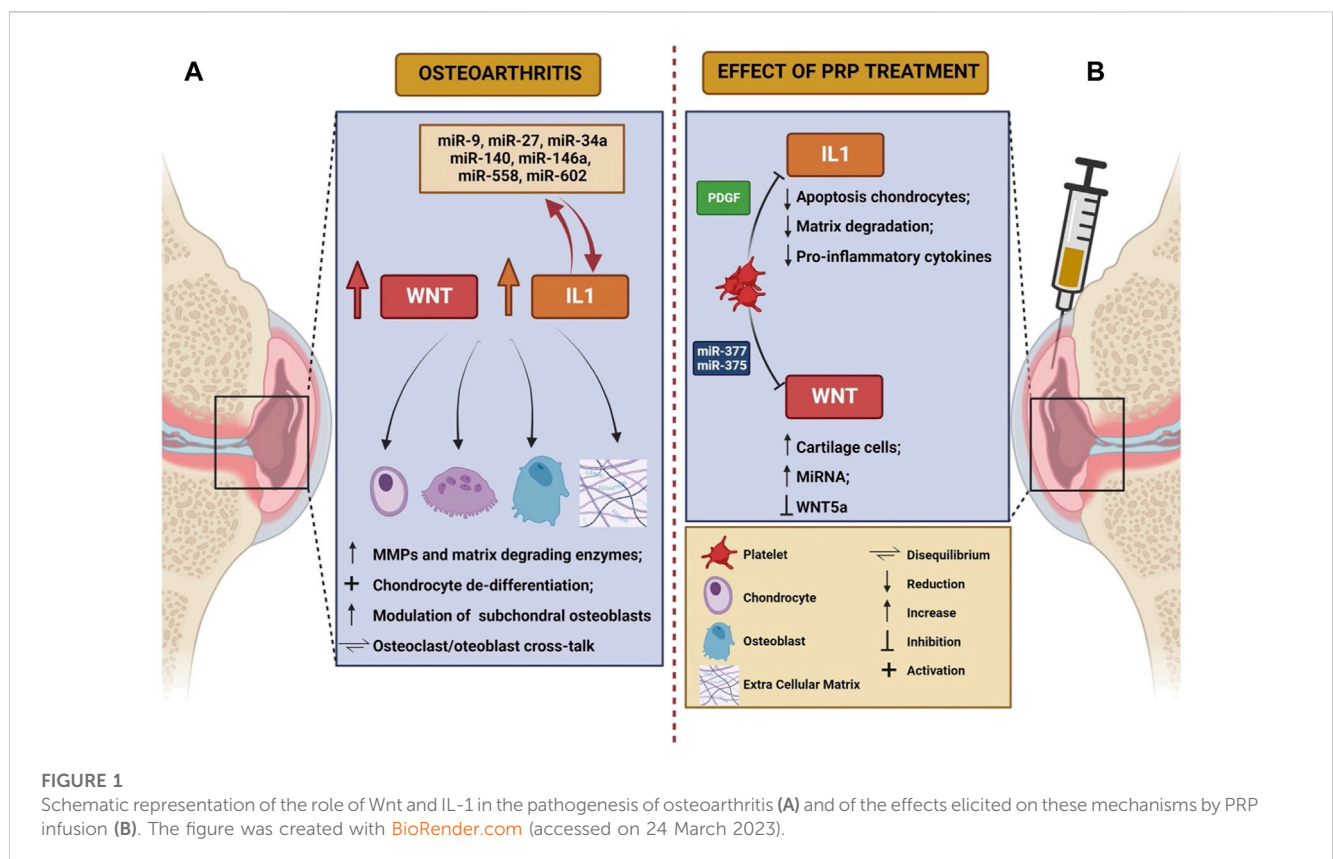 A
OSTEOARTHRITIS
miR-9, miR-27, miR-34a
miR-140, miR-146a,
miR-558, miR-602
WNT
IL1
MMPs and matrix degrading enzymes;
+ Chondrocyte de-differentiation;
Modulation of subchondral osteoblasts
Osteoclast/oteoblast cross-talk
EFFECT OF PRP TREATMENT
B
IL1
PDGF
↓ Apoptosis chondrocytes;
↓ Matrix degradation;
↓ Pro-inflammatory cytokines
miR-377
miR-375
WNT
↑ Cartilage cells;
↑ MiRNA;
WNT5a
Platelet
Chondrocyte
Osteoblast
Extra Cellular Matrix
Disequilibrium
↓ Reduction
↑ Increase
Inhibition
+ Activation
FIGURE 1
Schematic representation of the role of Wnt and IL-1 in the pathogenesis of osteoarthritis (A) and of the effects elicited on these mechanisms by PRP
infusion (B). The figure was created with BioRender.com (accessed on 24 March 2023).